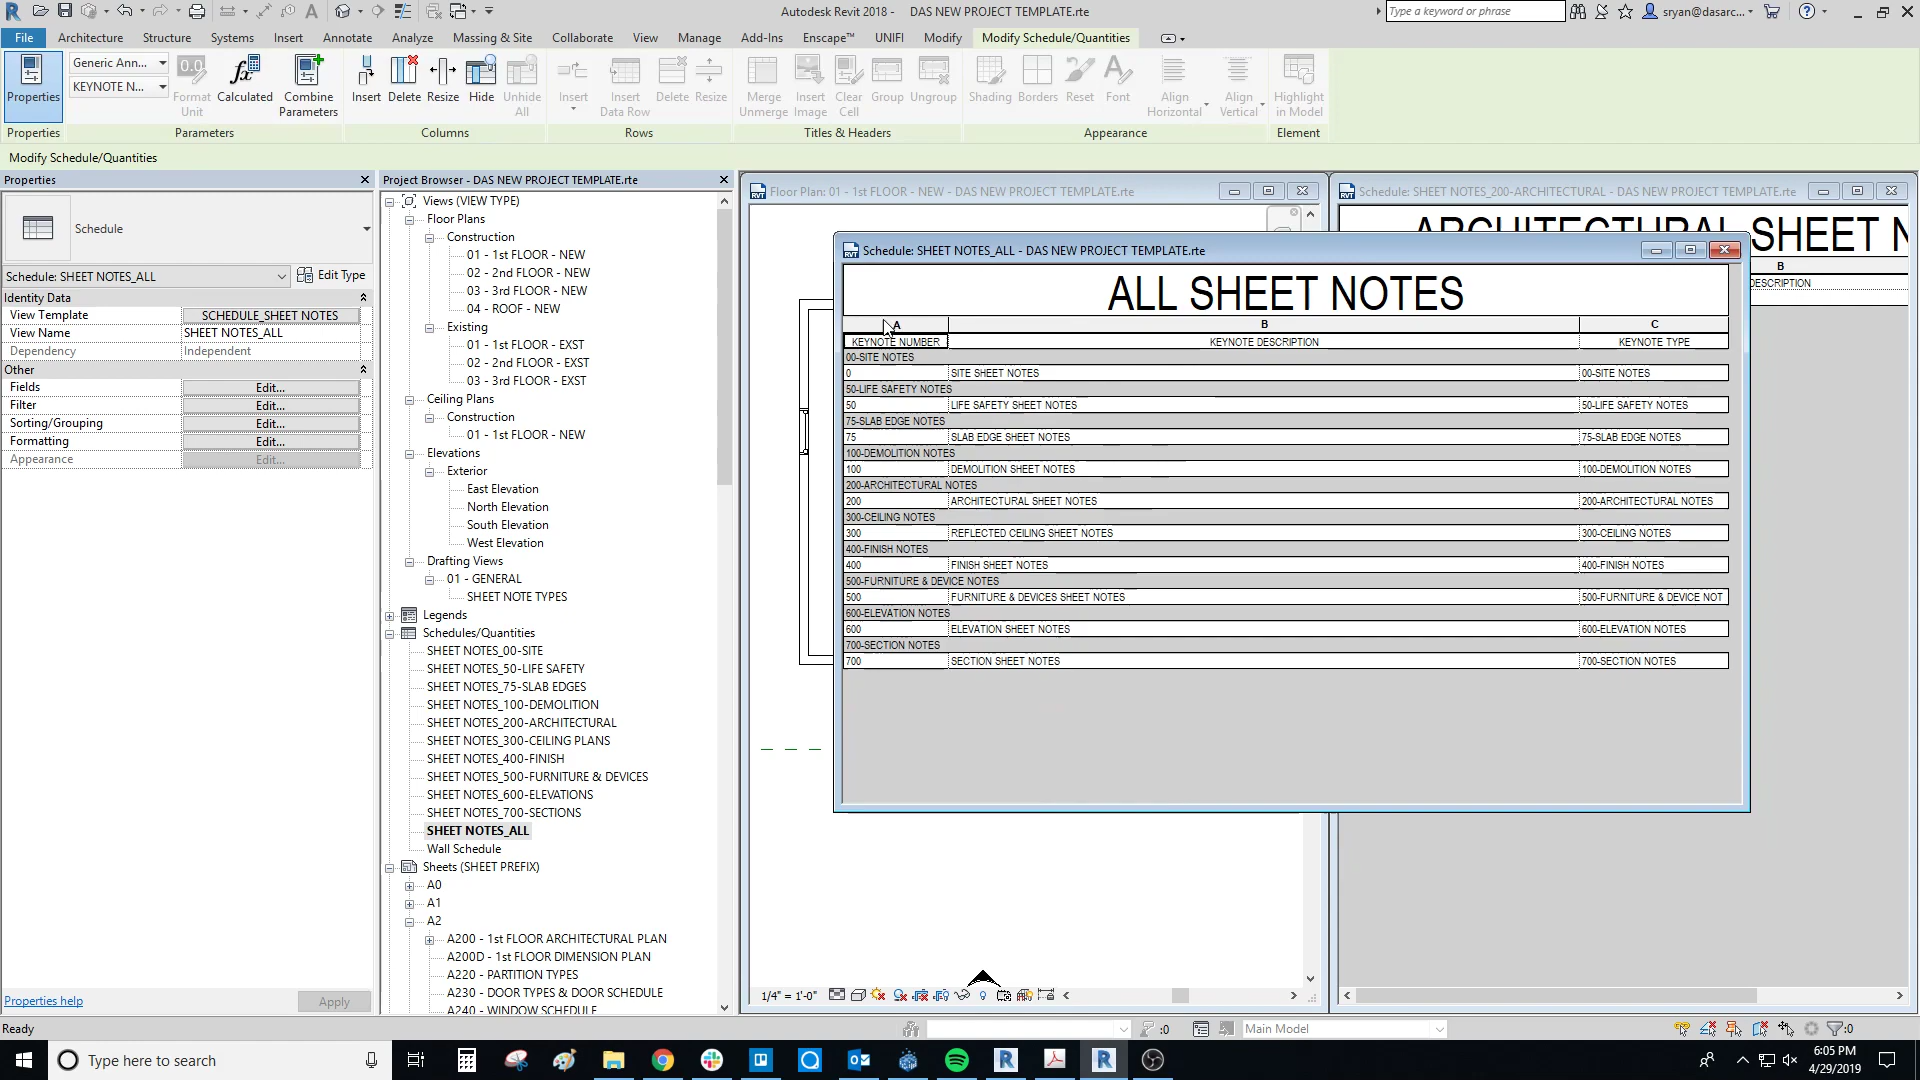 Autodesk Revit 2018 - DAS NEW PROJECT TEMPLATE.rte
Type a keyword or phrase
sryan@dasarc...
File Architecture Structure Systems Insert Annotate Analyze Massing & Site Collaborate View Manage Add-Ins Enscape™ UNIFI Modify Modify Schedule/Quantities
Generic Ann...
KEYNOTE N...
Properties
Format Unit
Calculated
Combine Parameters
Insert Delete Resize Hide Unhide All
Insert Insert Data Row Delete Resize
Merge Unmerge Insert Image Clear Cell Group Ungroup
Shading Borders Reset Font Align Horizontal Align Vertical
Highlight in Model
Properties Parameters Columns Rows Titles & Headers Appearance Element
Modify Schedule/Quantities
Properties
Schedule
Schedule: SHEET NOTES_ALL
Edit Type
Identity Data
View Template SCHEDULE_SHEET NOTES
View Name SHEET NOTES_ALL
Dependency Independent
Other
Fields Edit...
Filter Edit...
Sorting/Grouping Edit...
Formatting Edit...
Appearance Edit...
Properties help
Apply
Project Browser - DAS NEW PROJECT TEMPLATE.rte
Views (VIEW TYPE)
Floor Plans
Construction
01 - 1st FLOOR - NEW
02 - 2nd FLOOR - NEW
03 - 3rd FLOOR - NEW
04 - ROOF - NEW
Existing
01 - 1st FLOOR - EXST
02 - 2nd FLOOR - EXST
03 - 3rd FLOOR - EXST
Ceiling Plans
Construction
01 - 1st FLOOR - NEW
Elevations
Exterior
East Elevation
North Elevation
South Elevation
West Elevation
Drafting Views
01 - GENERAL
SHEET NOTE TYPES
Legends
Schedules/Quantities
SHEET NOTES_00-SITE
SHEET NOTES_50-LIFE SAFETY
SHEET NOTES_75-SLAB EDGES
SHEET NOTES_100-DEMOLITION
SHEET NOTES_200-ARCHITECTURAL
SHEET NOTES_300-CEILING PLANS
SHEET NOTES_400-FINISH
SHEET NOTES_500-FURNITURE & DEVICES
SHEET NOTES_600-ELEVATIONS
SHEET NOTES_700-SECTIONS
SHEET NOTES_ALL
Wall Schedule
Sheets (SHEET PREFIX)
A0
A1
A2
A200 - 1st FLOOR ARCHITECTURAL PLAN
A200D - 1st FLOOR DIMENSION PLAN
A220 - PARTITION TYPES
A230 - DOOR TYPES & DOOR SCHEDULE
A240 - WINDOW SCHEDULE
Floor Plan: 01 - 1st FLOOR - NEW - DAS NEW PROJECT TEMPLATE.rte
Schedule: SHEET NOTES_200-ARCHITECTURAL - DAS NEW PROJECT TEMPLATE.rte
ARCHITECTURAL SHEET N
B
DESCRIPTION
Schedule: SHEET NOTES_ALL - DAS NEW PROJECT TEMPLATE.rte
ALL SHEET NOTES
A B C
KEYNOTE NUMBER KEYNOTE DESCRIPTION KEYNOTE TYPE
00-SITE NOTES
0 SITE SHEET NOTES 00-SITE NOTES
50-LIFE SAFETY NOTES
50 LIFE SAFETY SHEET NOTES 50-LIFE SAFETY NOTES
75-SLAB EDGE NOTES
75 SLAB EDGE SHEET NOTES 75-SLAB EDGE NOTES
100-DEMOLITION NOTES
100 DEMOLITION SHEET NOTES 100-DEMOLITION NOTES
200-ARCHITECTURAL NOTES
200 ARCHITECTURAL SHEET NOTES 200-ARCHITECTURAL NOTES
300-CEILING NOTES
300 REFLECTED CEILING SHEET NOTES 300-CEILING NOTES
400-FINISH NOTES
400 FINISH SHEET NOTES 400-FINISH NOTES
500-FURNITURE & DEVICE NOTES
500 FURNITURE & DEVICES SHEET NOTES 500-FURNITURE & DEVICE NOT
600-ELEVATION NOTES
600 ELEVATION SHEET NOTES 600-ELEVATION NOTES
700-SECTION NOTES
700 SECTION SHEET NOTES 700-SECTION NOTES
1/4" = 1'-0"
Ready
:0
Main Model
:0
Type here to search
6:05 PM
4/29/2019